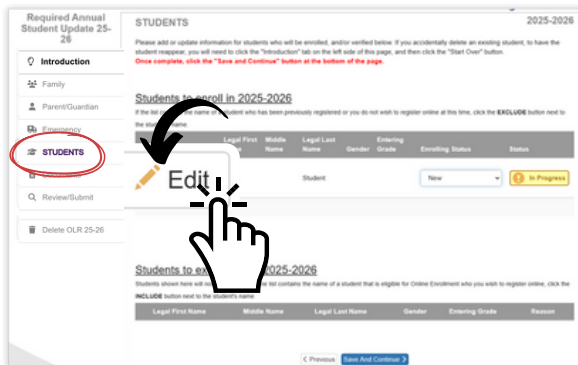 Required Annual
Student Update 25-
26
Introduction
Family
Parent/Guardian
Emergency
STUDENTS
Review/Submit
Delete OLR 25-26
STUDENTS
2025-2026
Please add or update information for students who will be enrolled, and/or verified below. If you accidentally delete an existing student, to have the
student reappear, you will need to click the "Introduction" tab on the left side of this page, and then click the "Start Over" button.
Once complete, click the "Save and Continue" button at the bottom of the page.
Students to enroll in 2025-2026
If the list the name of a student who has been previously registered or you do not wish to register online at this time, click the EXCLUDE button next to
the student name.
Legal First Middle Legal Last Entering
Name Name Gender Grade Enrolling Status Status
Edit
Student New In Progress
Students to 2025-2026
Students shown here will no list contains the name of a student that is eligible for Online Enrollment who you wish to register online, click the
INCLUDE button next to the student's name
Legal First Name Middle Name Legal Last Name Gender Entering Grade Reason
< Previous Save And Continue >